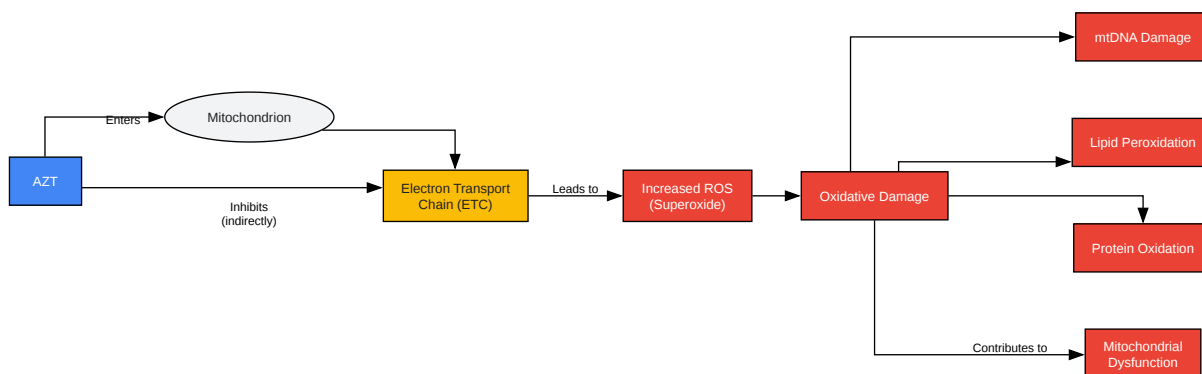 mtDNA Damage
Enters
Mitochondrion
Lipid Peroxidation
AZT
Inhibits
(indirectly)
Electron Transport
Chain (ETC)
Leads to
Increased ROS
(Superoxide)
Oxidative Damage
Protein Oxidation
Contributes to
Mitochondrial
Dysfunction